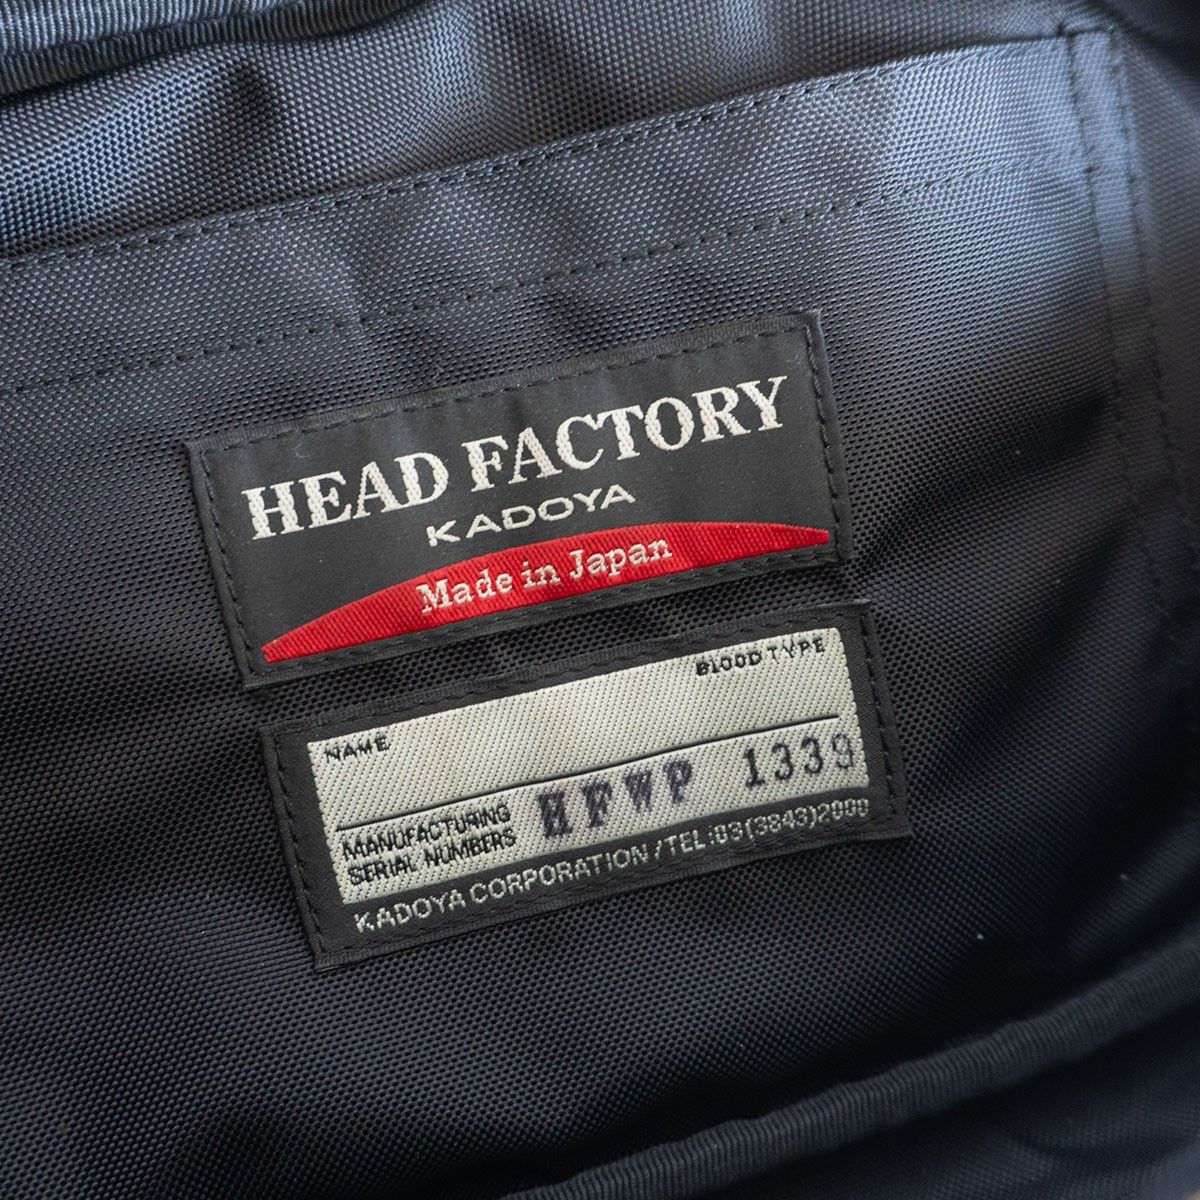 HEAD FACTORY
KADOYA
Made in Japan
BLOOD TYPE
NAME
MANUFACTURING
SERIAL NUMBERS
HFWP 1339
KADOYA CORPORATION/TEL:03(3843)2000